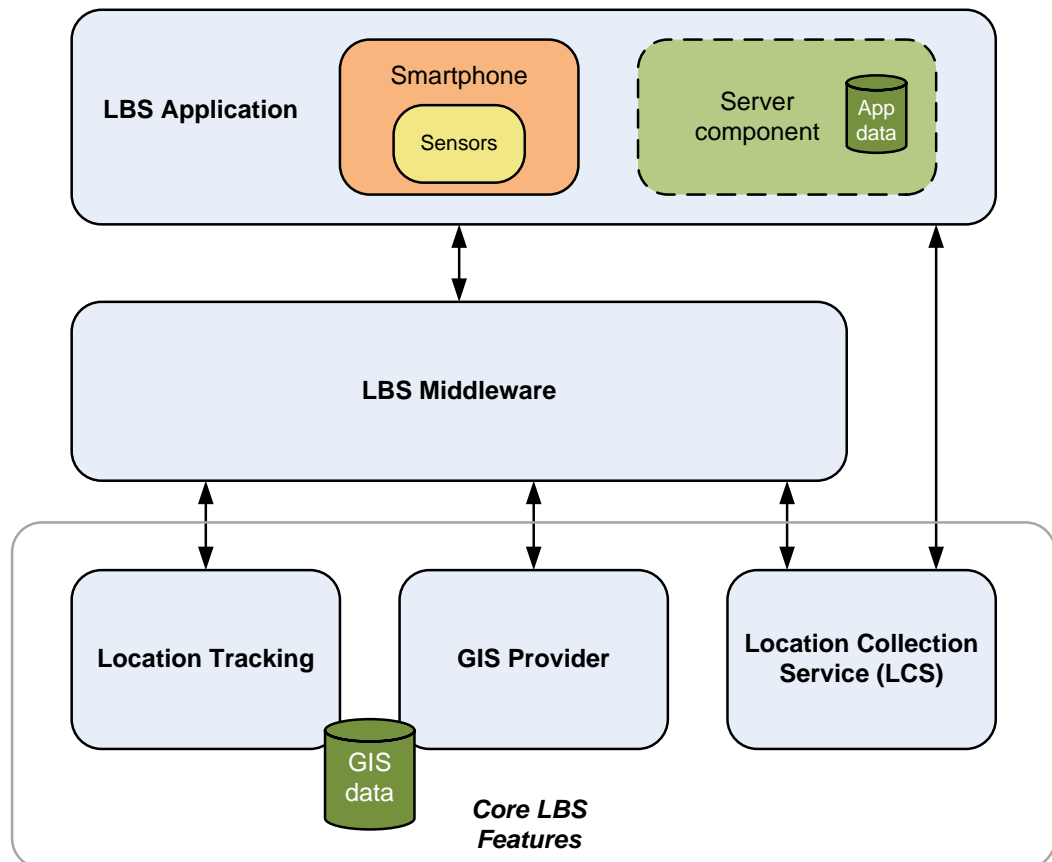 LBS Application
Smartphone
Sensors
Server
component
App
data
LBS Middleware
Location Tracking
GIS Provider
Location Collection
Service (LCS)
GIS
data
Core LBS
Features